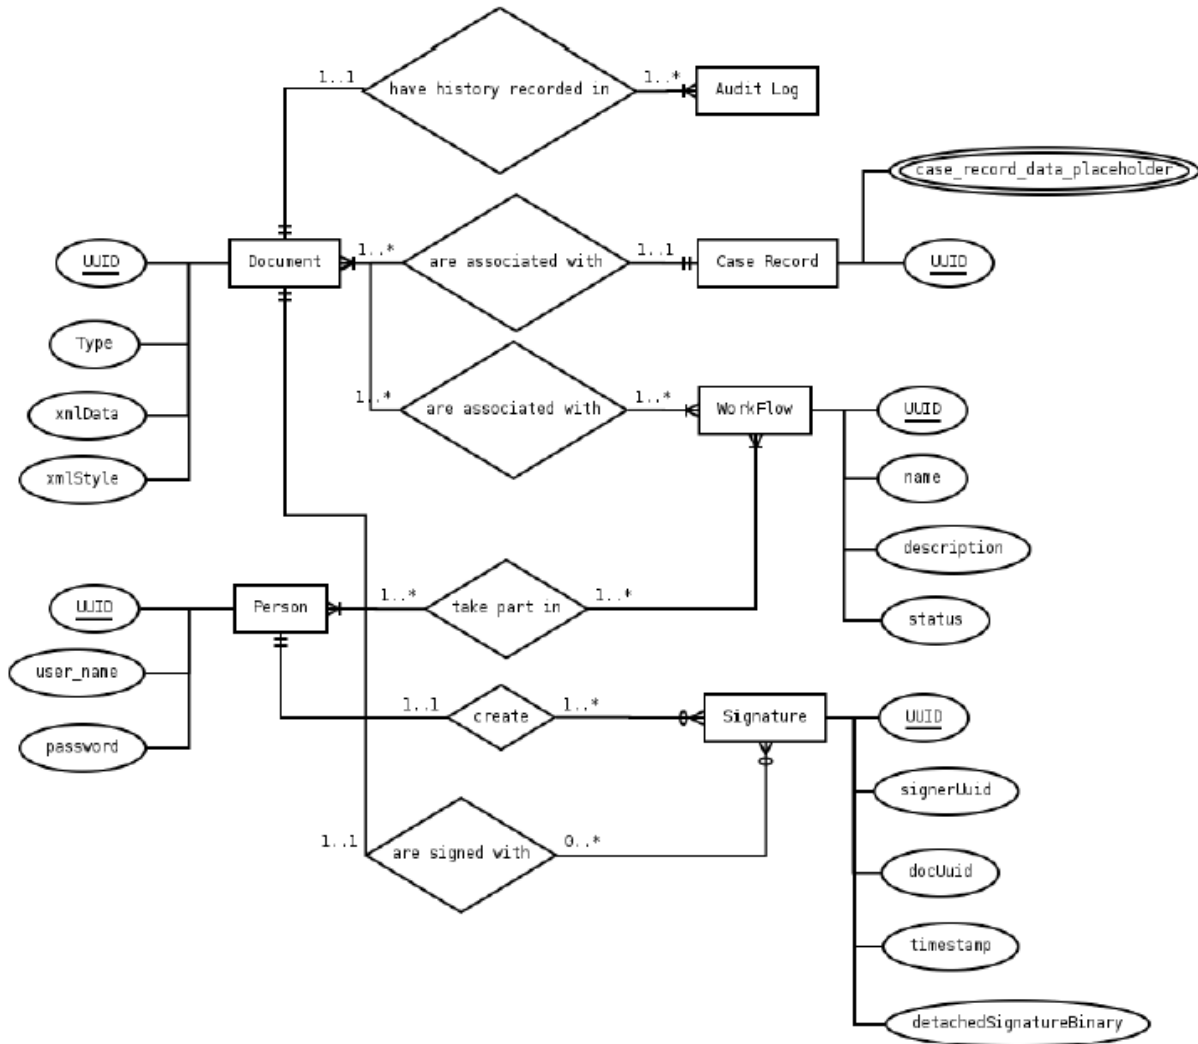 1..1
have history recorded in
1..*
Audit Log
case_record_data_placeholder
UUID
Document
1..*
are associated with
1..1
Case Record
UUID
Type
xmlData
xmlStyle
1..*
are associated with
1..*
WorkFlow
UUID
name
description
status
UUID
Person
1..*
take part in
1..*
user_name
password
1..1
create
1..*
Signature
UUID
signerUuid
docUuid
timestamp
detachedSignatureBinary
1..1
are signed with
0..*